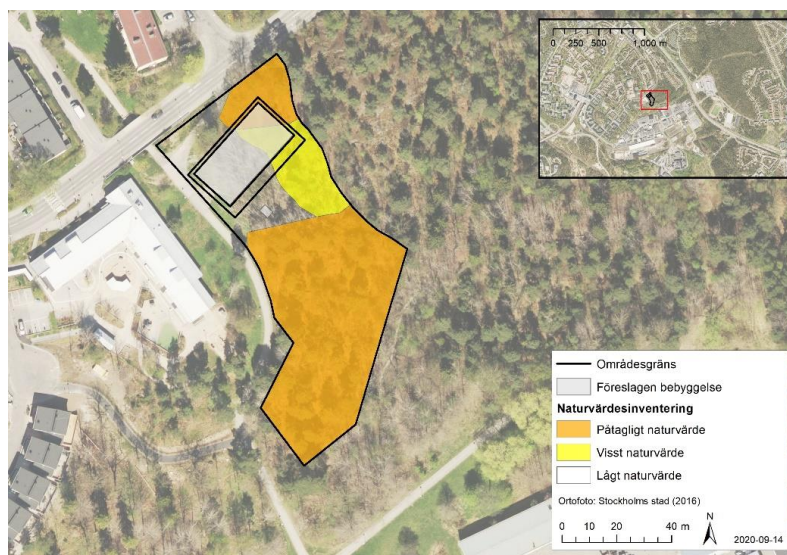 0 250 500 1,000 m
Områdesgräns
Föreslagen bebyggelse
Naturvärdesinventering
Påtagligt naturvärde
Visst naturvärde
Lågt naturvärde
Ortofoto: Stockholms stad (2016)
N
0 10 20 40 m
2020-09-14